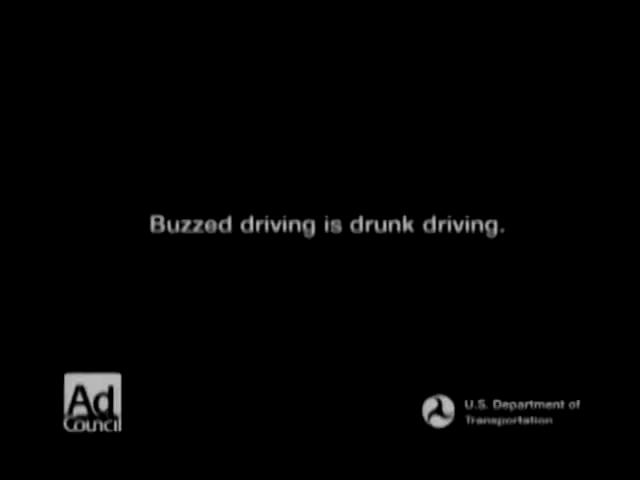 Buzzed driving is drunk driving.
Ad
Council
U.S. Department of
Transportation